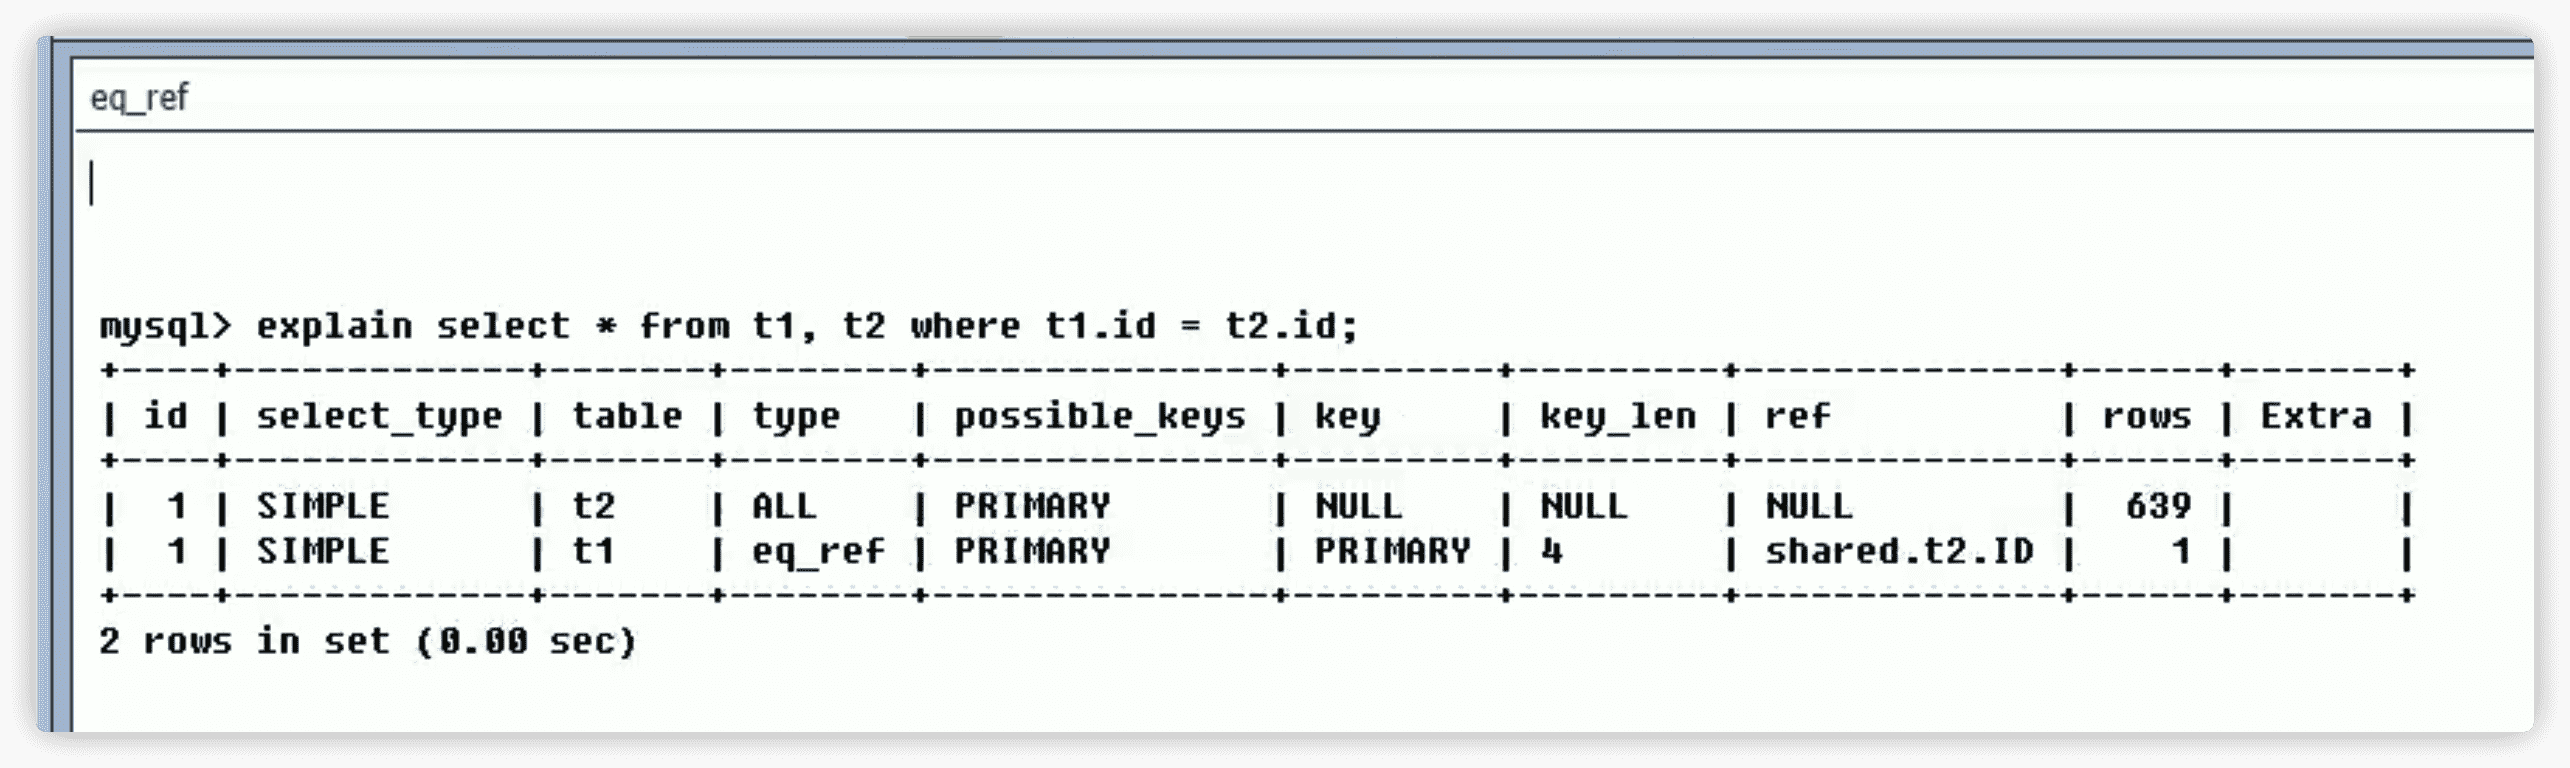 eq_ref
mysql> explain select * from t1, t2 where t1.id = t2.id;
+----+-------------+-------+--------+---------------+---------+---------+--------------+------+-------+
| id | select_type | table | type   | possible_keys | key     | key_len | ref          | rows | Extra |
+----+-------------+-------+--------+---------------+---------+---------+--------------+------+-------+
|  1 | SIMPLE      | t2    | ALL    | PRIMARY       | NULL    | NULL    | NULL         |  639 |       |
|  1 | SIMPLE      | t1    | eq_ref | PRIMARY       | PRIMARY | 4       | shared.t2.ID |    1 |       |
+----+-------------+-------+--------+---------------+---------+---------+--------------+------+-------+
2 rows in set (0.00 sec)